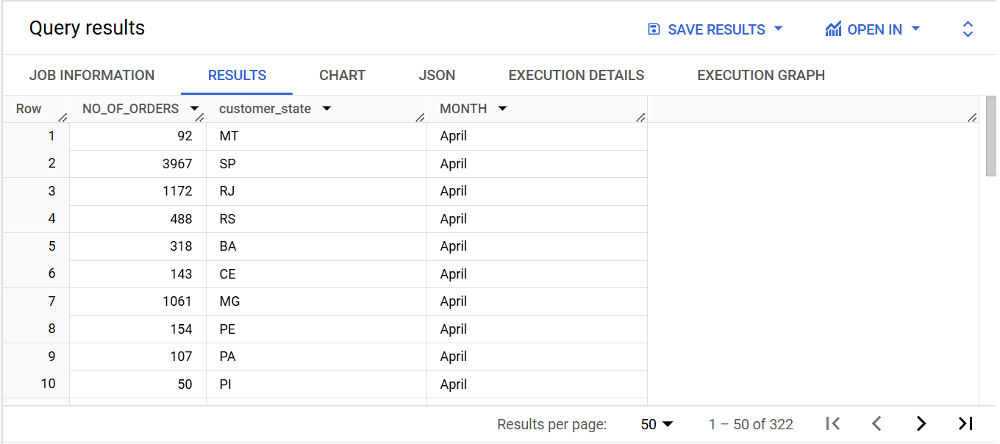 Query results SAVE RESULTS OPEN IN
JOB INFORMATION RESULTS CHART JSON EXECUTION DETAILS EXECUTION GRAPH
Row NO_OF_ORDERS customer_state MONTH
1 92 MT April
2 3967 SP April
3 1172 RJ April
4 488 RS April
5 318 BA April
6 143 CE April
7 1061 MG April
8 154 PE April
9 107 PA April
10 50 PI April
Results per page: 50 1 – 50 of 322